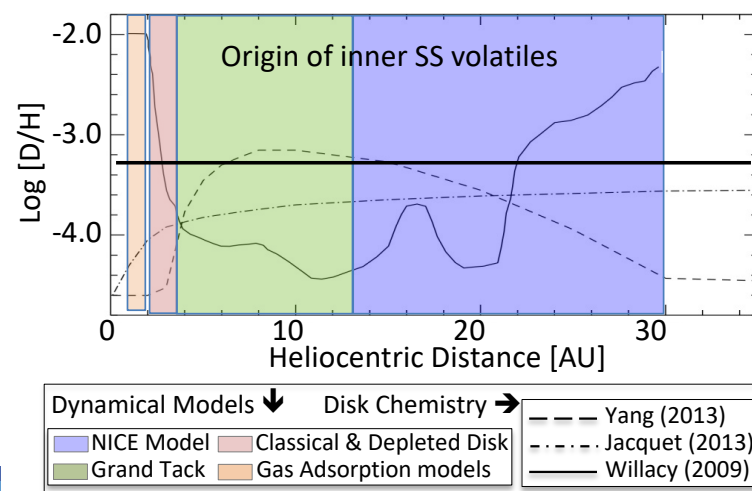 Origin of inner SS volatiles
Log [D/H]
-2.0
-3.0
-4.0
0
10
20
30
Heliocentric Distance [AU]
Dynamical Models 🡻 Disk Chemistry 🡺
NICE Model
Classical & Depleted Disk
Grand Tack
Gas Adsorption models
Yang (2013)
Jacquet (2013)
Willacy (2009)